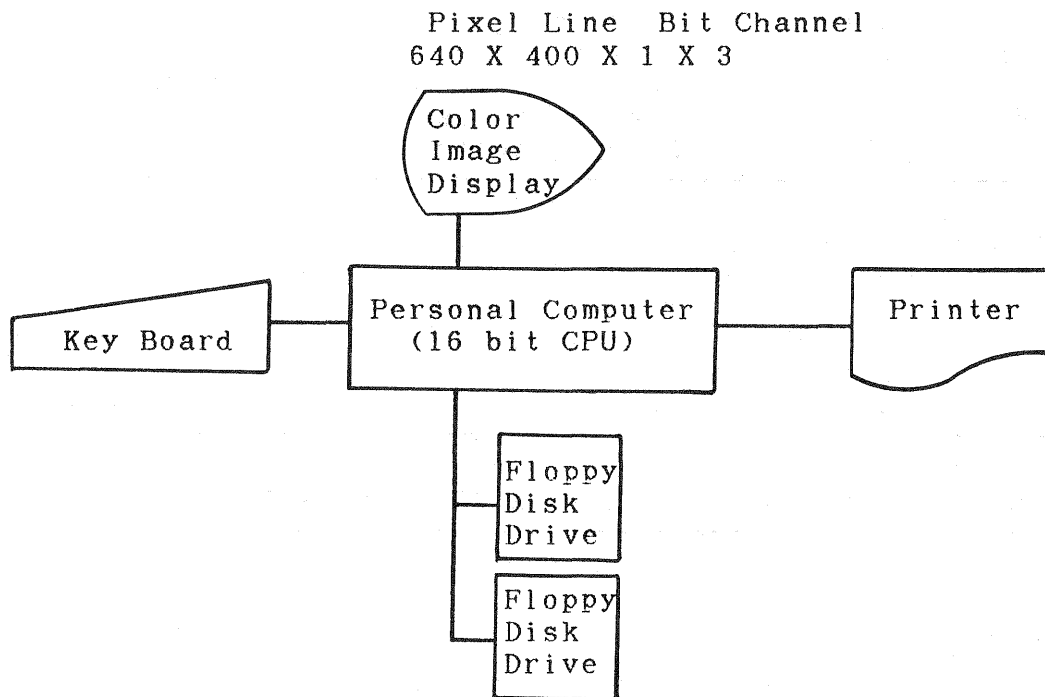 Pixel Line Bit Channel
640 X 400 X 1 X 3
Color
Image
Display
Key Board
Personal Computer
(16 bit CPU)
Printer
Floppy
Disk
Drive
Floppy
Disk
Drive